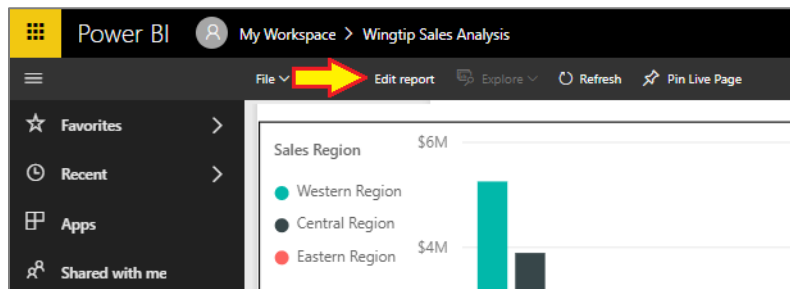 Power BI My Workspace > Wingtip Sales Analysis
File Edit report Explore Refresh Pin Live Page
Favorites
Recent
Apps
Shared with me
Sales Region
Western Region
Central Region
Eastern Region
$6M
$4M